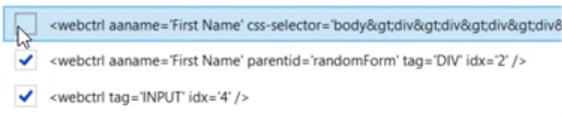 <webctrl aaname='First Name' css-selector='body&gt;div&gt;div&gt;div&gt;div&
<webctrl aaname='First Name' parentid='randomForm' tag='DIV' idx='2' />
<webctrl tag='INPUT' idx='4' />